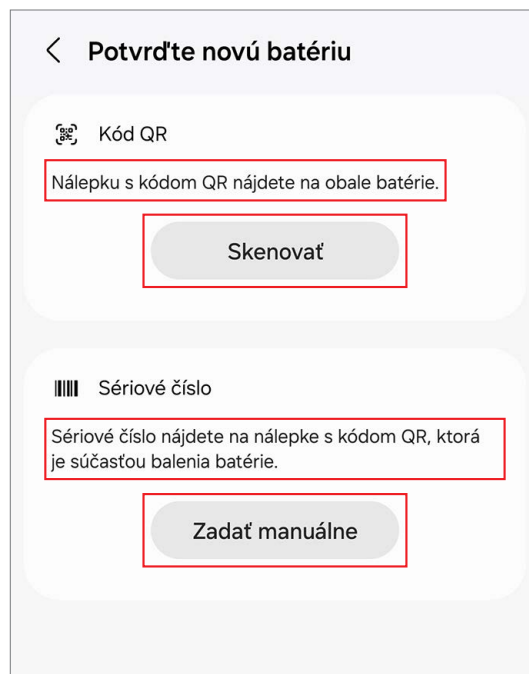 Potvrďte novú batériu
Kód QR
Nálepku s kódom QR nájdete na obale batérie.
Skenovať
Sériové číslo
Sériové číslo nájdete na nálepke s kódom QR, ktorá
je súčasťou balenia batérie.
Zadať manuálne